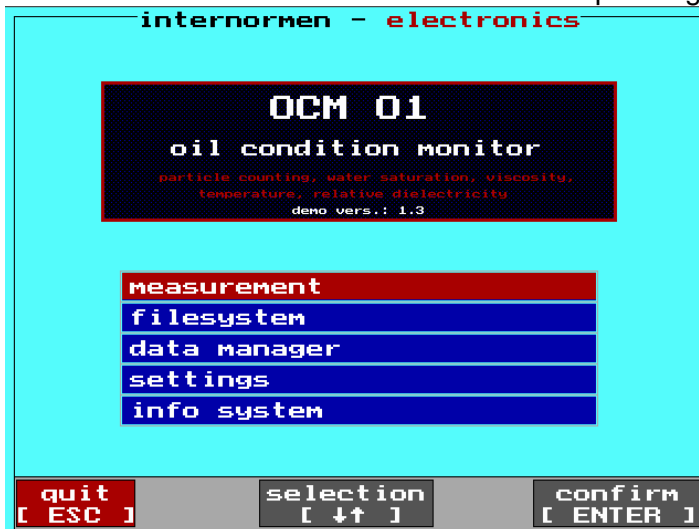 internormen - electronics
OCM 01
oil condition monitor
particle counting, water saturation, viscosity,
temperature, relative dielectricity
demo vers.: 1.3
measurement
filesystem
data manager
settings
info system
quit selection confirm
[ ESC ] [ ↓↑ ] [ ENTER ]